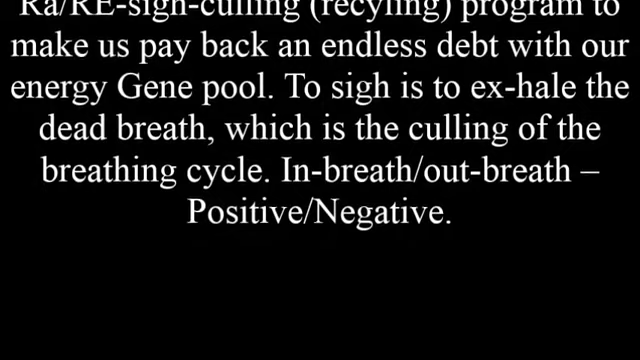 Ra/RE-sigh-culling (recyling) program to
make us pay back an endless debt with our
energy Gene pool. To sigh is to ex-hale the
dead breath, which is the culling of the
breathing cycle. In-breath/out-breath –
Positive/Negative.